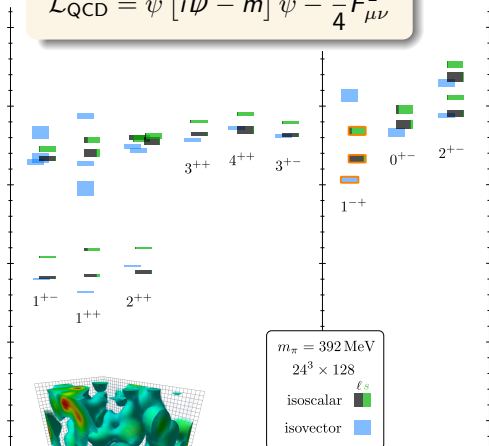 ℒ_QCD = ψ̄ [i𝐷̸ − m] ψ − 1/4 F²_μν
3⁺⁺ 4⁺⁺ 3⁺⁻ 0⁺⁻ 2⁺⁻
1⁻⁺
1⁺⁻ 1⁺⁺ 2⁺⁺
m_π = 392 MeV
24³ × 128
ℓ s
isoscalar
isovector